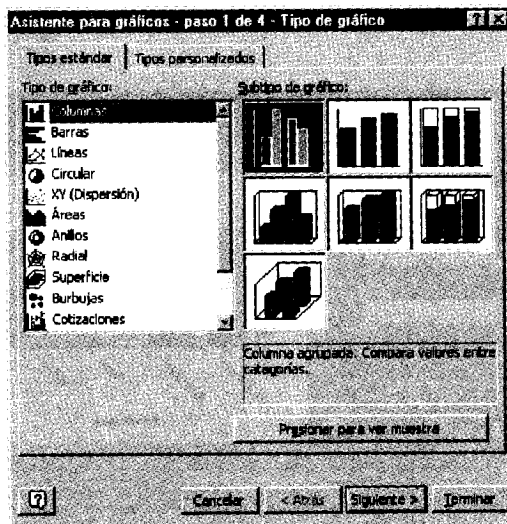 Asistente para gráficos - paso 1 de 4 - Tipo de gráfico
Tipos estándar
Tipos personalizados
Tipo de gráfico:
Subtipo de gráfico:
Columnas
Barras
Líneas
Circular
XY (Dispersión)
Áreas
Anillos
Radial
Superficie
Burbujas
Cotizaciones
Columna agrupada. Compara valores entre
categorías.
Presionar para ver muestra
Cancelar
< Atrás
Siguiente >
Terminar